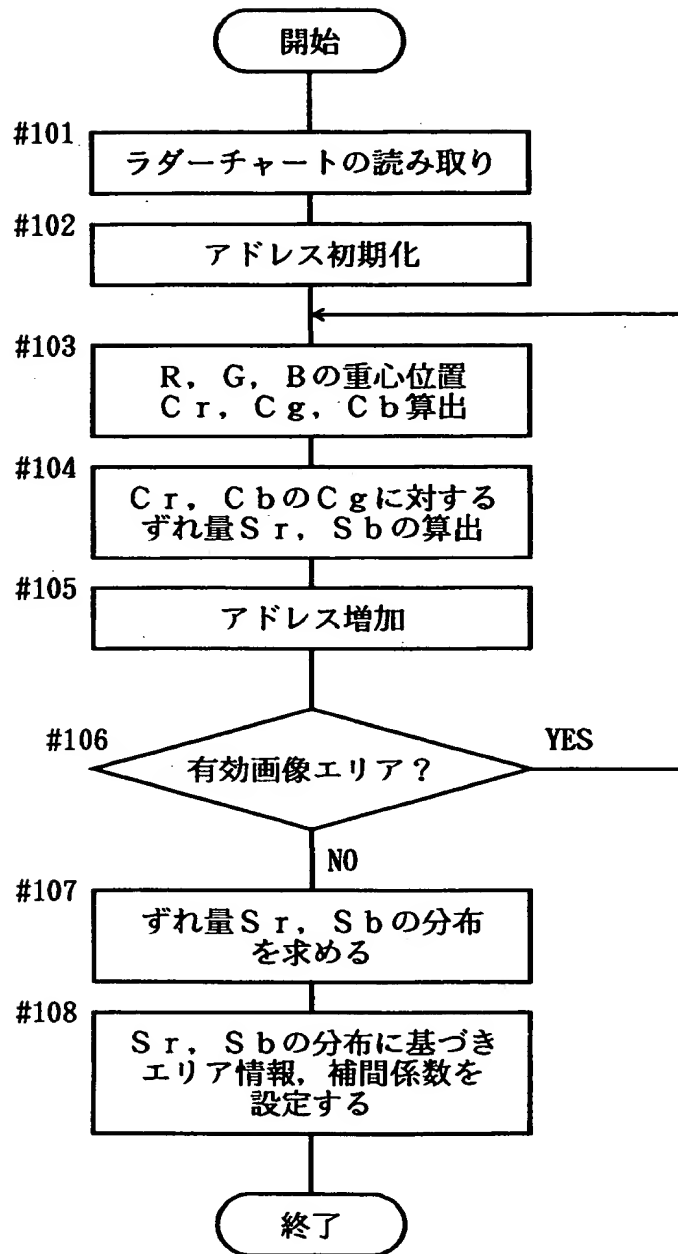 開始
#101
ラダーチャートの読み取り
#102
アドレス初期化
#103
R, G, Bの重心位置
Cr, Cg, Cb算出
#104
Cr, CbのCgに対する
ずれ量Sr, Sbの算出
#105
アドレス増加
#106
有効画像エリア?
YES
NO
#107
ずれ量Sr, Sbの分布
を求める
#108
Sr, Sbの分布に基づき
エリア情報, 補間係数を
設定する
終了